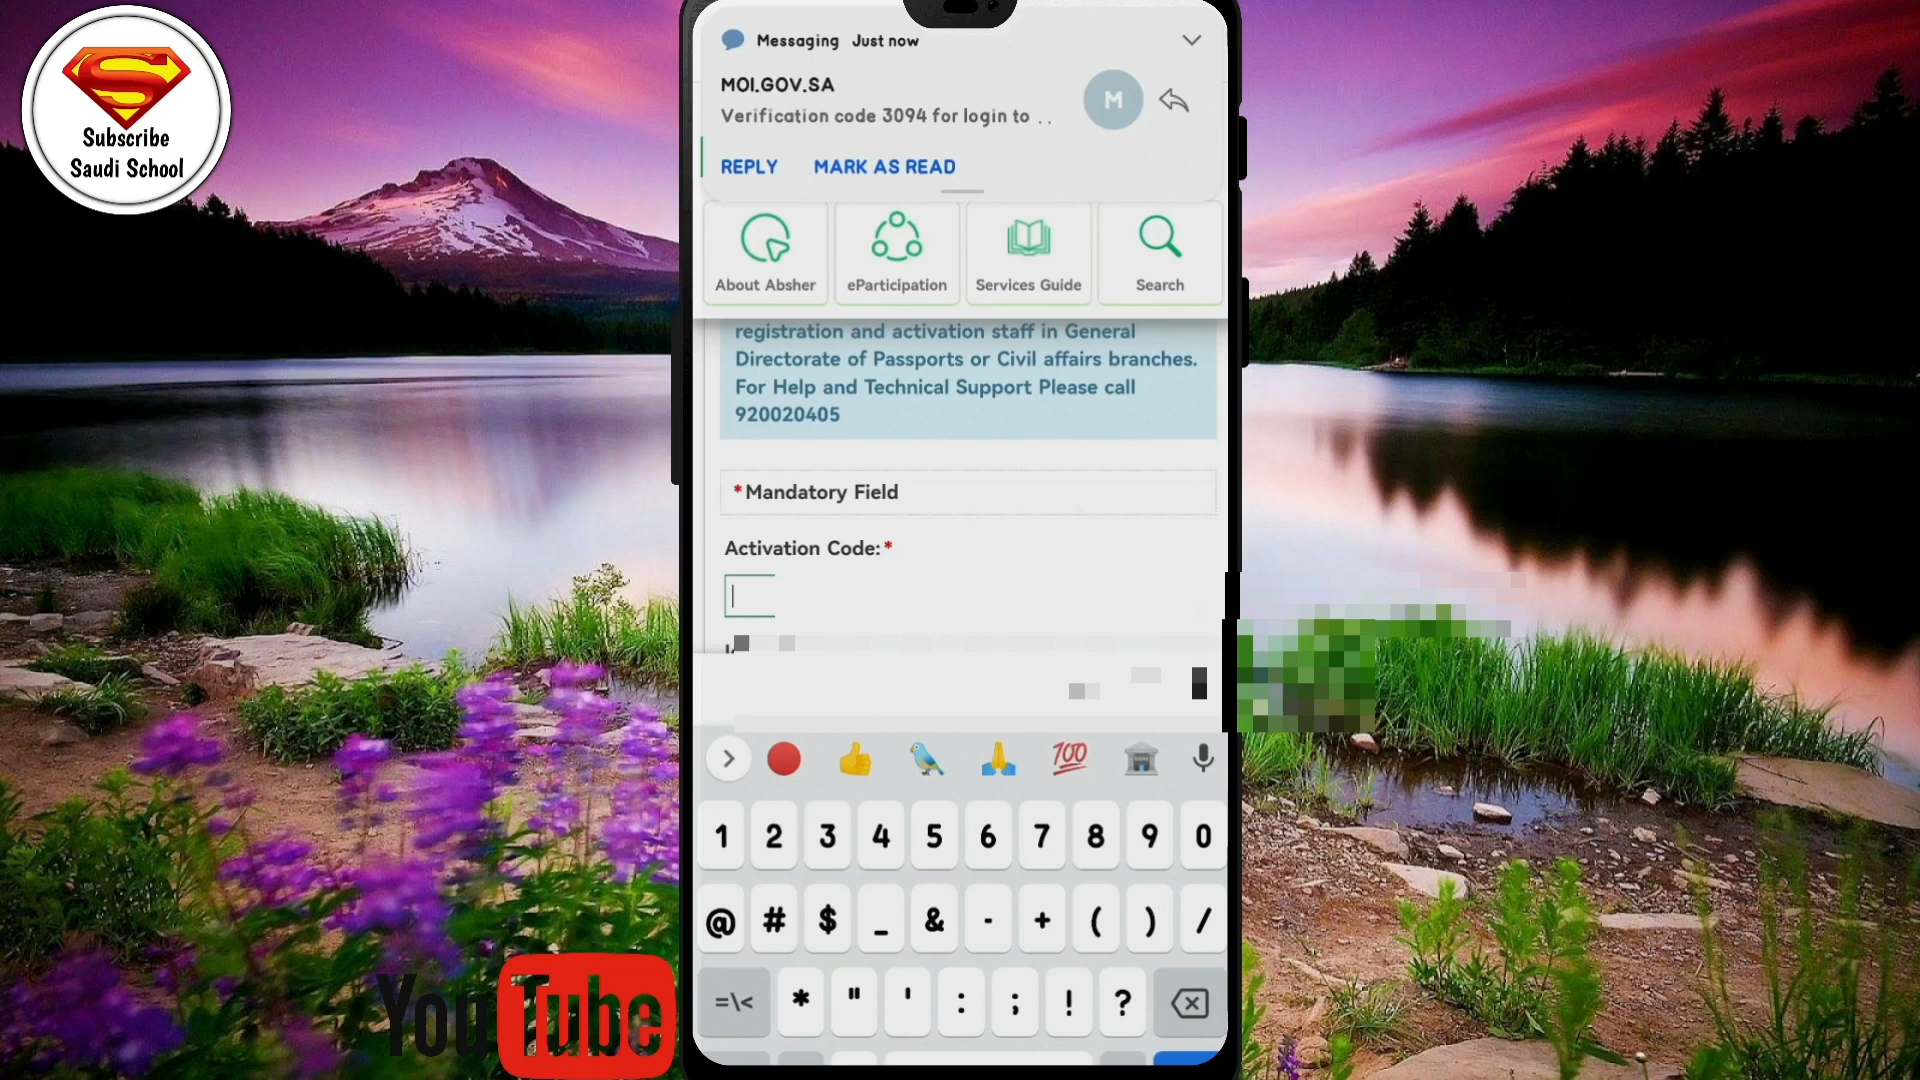 Subscribe
Saudi School
Messaging Just now
MOI.GOV.SA
Verification code 3094 for login to . .
M
REPLY MARK AS READ
About Absher
eParticipation
Services Guide
Search
registration and activation staff in General
Directorate of Passports or Civil affairs branches.
For Help and Technical Support Please call
920020405
*Mandatory Field
Activation Code:*
100
1 2 3 4 5 6 7 8 9 0
@ # $ _ & - + ( ) /
=\< * " ' : ; ! ?
YouTube